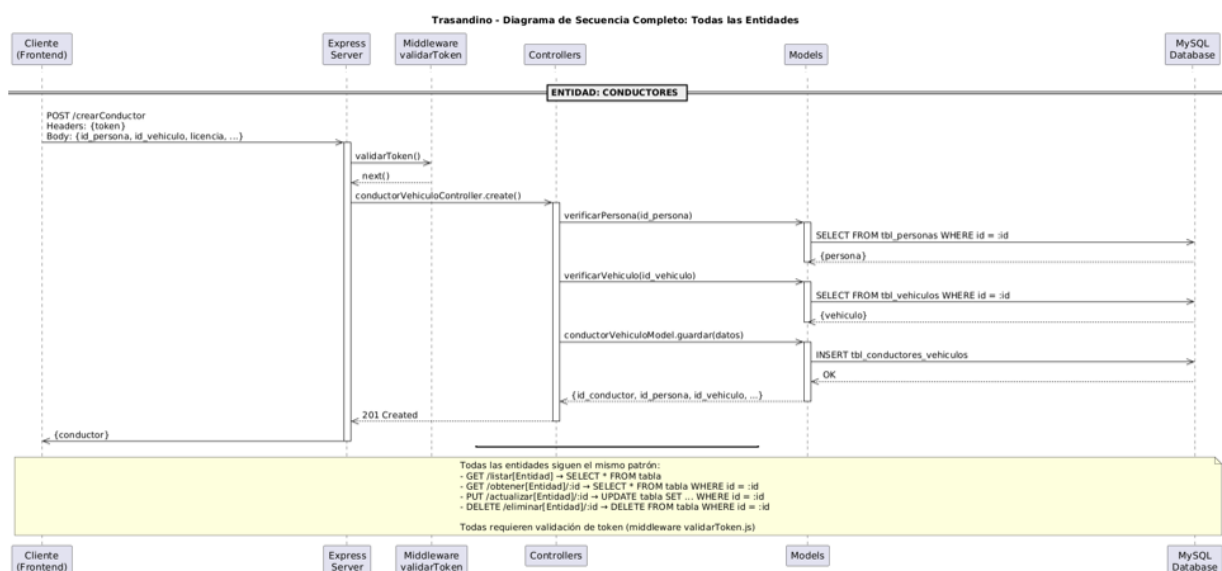 Trasandino - Diagrama de Secuencia Completo: Todas las Entidades
Cliente
(Frontend)
Express
Server
Middleware
validarToken
Controllers
Models
MySQL
Database
ENTIDAD: CONDUCTORES
POST /crearConductor
Headers: {token}
Body: {id_persona, id_vehiculo, licencia, ...}
validarToken()
next()
conductorVehiculoController.create()
verificarPersona(id_persona)
SELECT FROM tbl_personas WHERE id = :id
{persona}
verificarVehiculo(id_vehiculo)
SELECT FROM tbl_vehiculos WHERE id = :id
{vehiculo}
conductorVehiculoModel.guardar(datos)
INSERT tbl_conductores_vehiculos
OK
{id_conductor, id_persona, id_vehiculo, ...}
201 Created
{conductor}
Todas las entidades siguen el mismo patrón:
- GET /listar[Entidad] → SELECT * FROM tabla
- GET /obtener[Entidad]/:id → SELECT * FROM tabla WHERE id = :id
- PUT /actualizar[Entidad]/:id → UPDATE tabla SET ... WHERE id = :id
- DELETE /eliminar[Entidad]/:id → DELETE FROM tabla WHERE id = :id
Todas requieren validación de token (middleware validarToken.js)
Cliente
(Frontend)
Express
Server
Middleware
validarToken
Controllers
Models
MySQL
Database